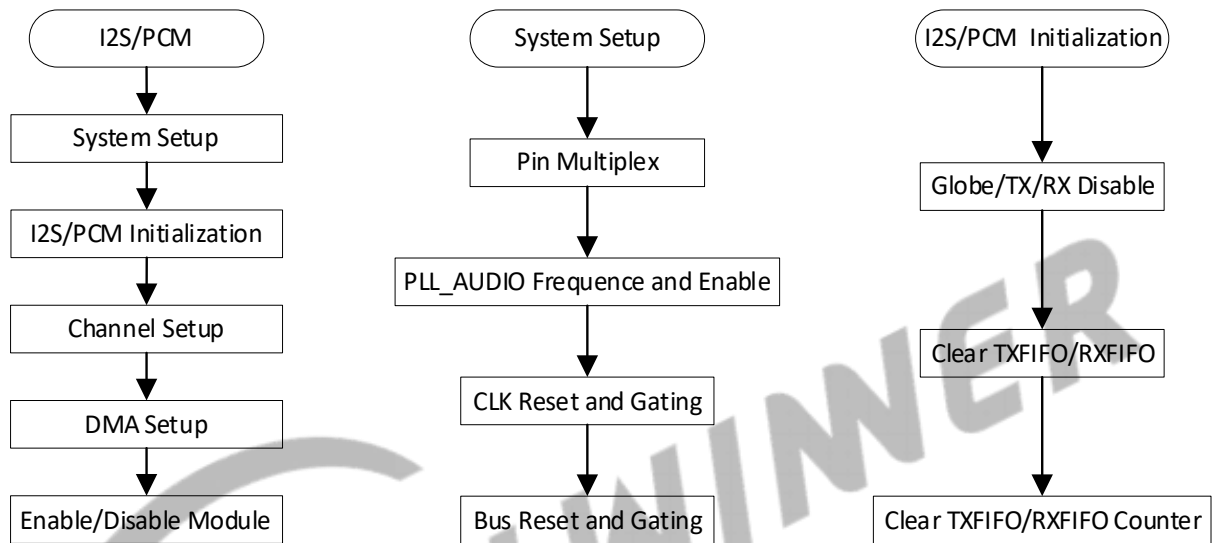 I2S/PCM
System Setup
I2S/PCM Initialization
Channel Setup
DMA Setup
Enable/Disable Module
System Setup
Pin Multiplex
PLL_AUDIO Frequence and Enable
CLK Reset and Gating
Bus Reset and Gating
I2S/PCM Initialization
Globe/TX/RX Disable
Clear TXFIFO/RXFIFO
Clear TXFIFO/RXFIFO Counter
WINNER